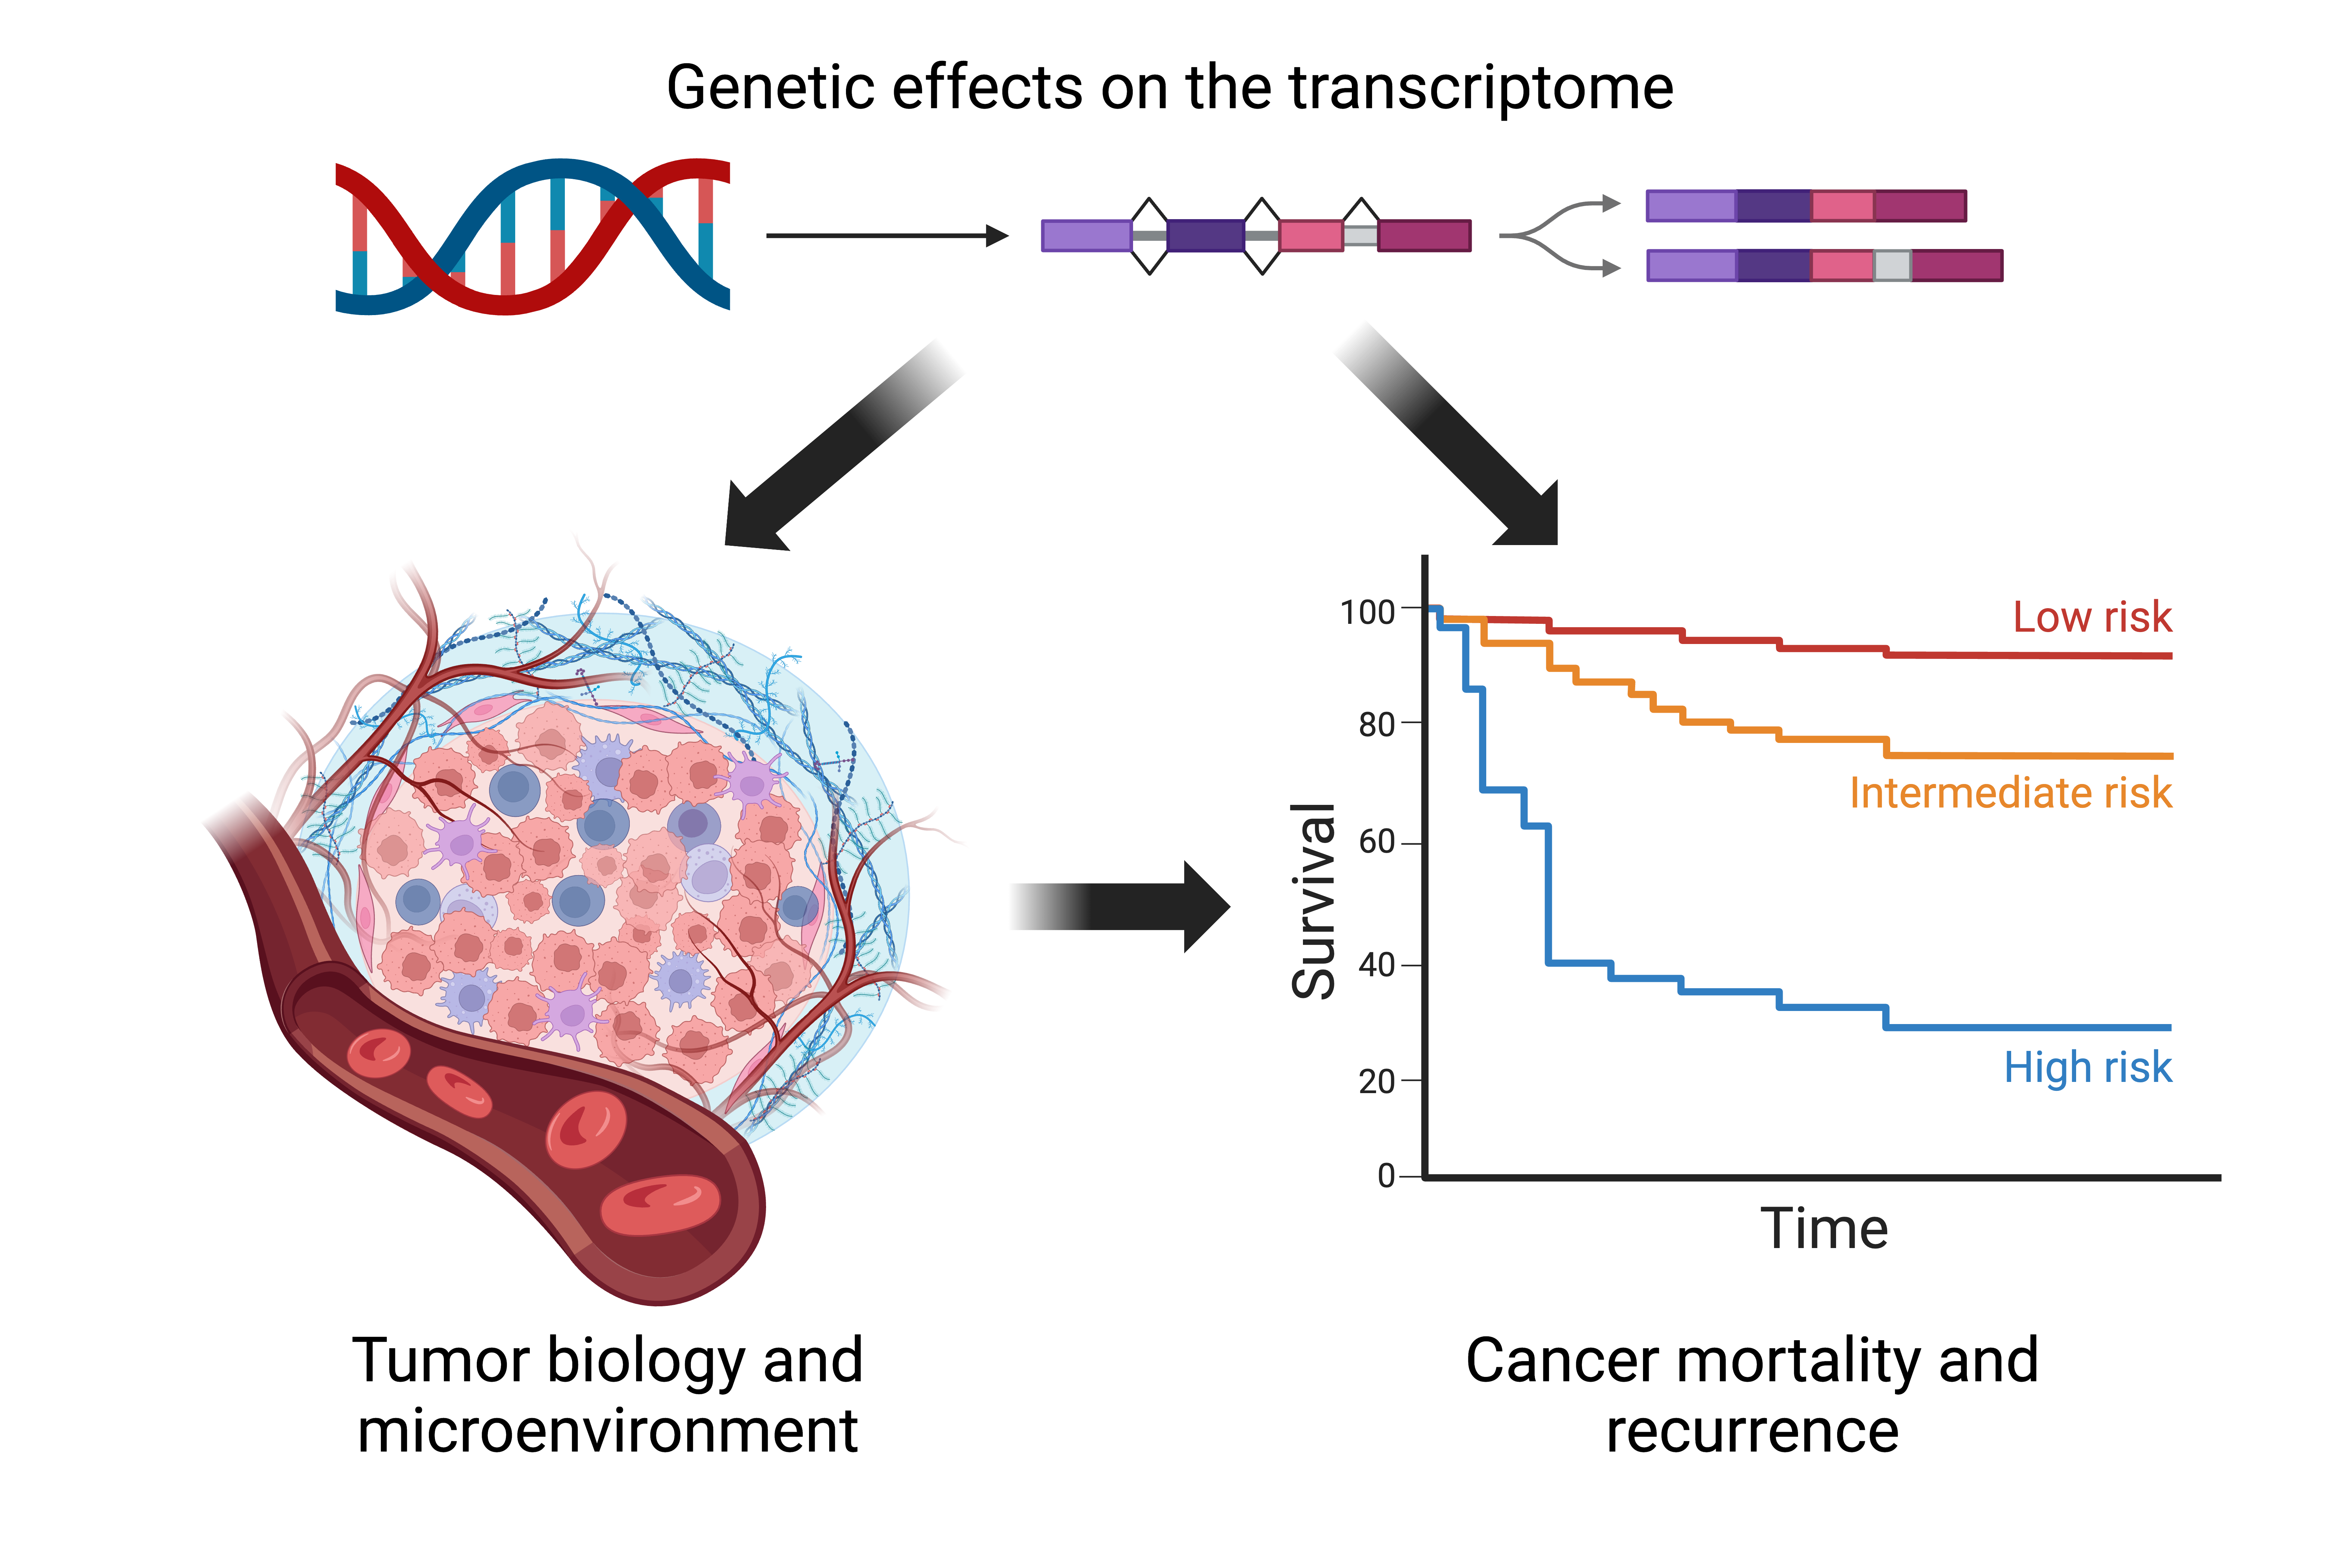 Genetic effects on the transcriptome
100
80
60
40
20
0
Survival
Low risk
Intermediate risk
High risk
Time
Tumor biology and
microenvironment
Cancer mortality and
recurrence